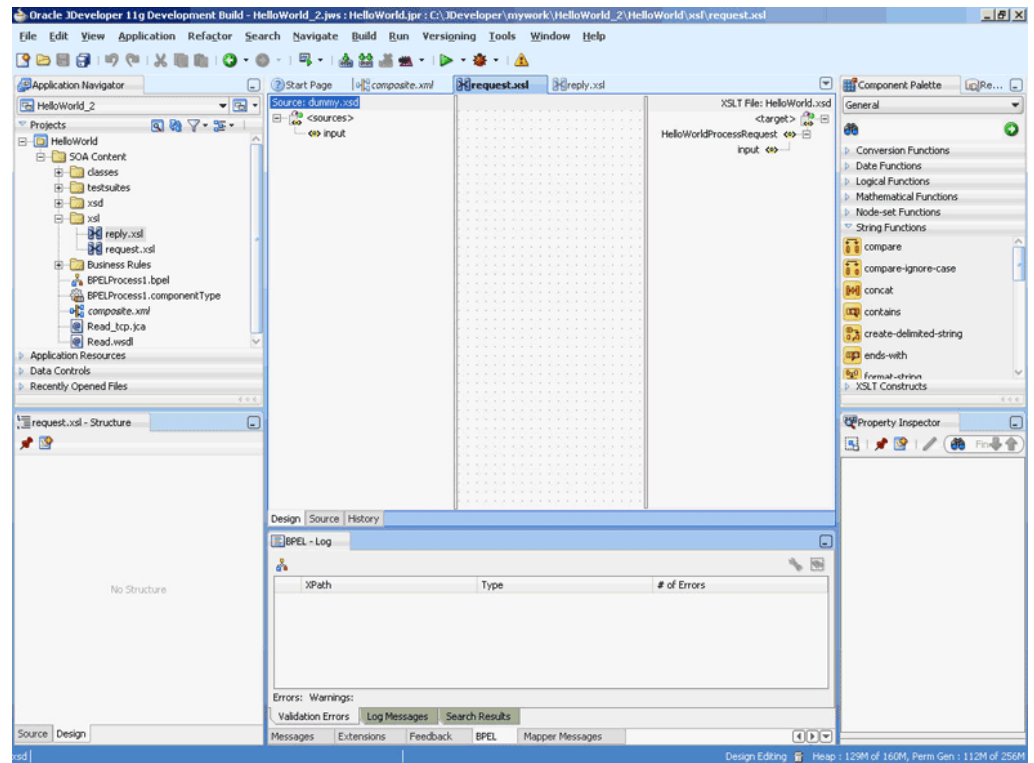 Oracle JDeveloper 11g Development Build - HelloWorld_2.jws : HelloWorld.jpr : C:\JDeveloper\mywork\HelloWorld_2\HelloWorld\xsl\request.xsl
File Edit View Application Refactor Search Navigate Build Run Versioning Tools Window Help
Application Navigator
HelloWorld_2
Projects
HelloWorld
SOA Content
classes
testsuites
xsd
xsl
reply.xsl
request.xsl
Business Rules
BPELProcess1.bpel
BPELProcess1.componentType
composite.xml
Read_tcp.jca
Read.wsdl
Application Resources
Data Controls
Recently Opened Files
request.xsl - Structure
No Structure
Source Design
Start Page composite.xml request.xsl reply.xsl
Source: dummy.xsd
<sources>
input
XSLT File: HelloWorld.xsd
<target>
HelloWorldProcessRequest
input
Design Source History
BPEL - Log
XPath Type # of Errors
Errors: Warnings:
Validation Errors Log Messages Search Results
Messages Extensions Feedback BPEL Mapper Messages
Component Palette Re...
General
Conversion Functions
Date Functions
Logical Functions
Mathematical Functions
Node-set Functions
String Functions
compare
compare-ignore-case
concat
contains
create-delimited-string
ends-with
format-string
XSLT Constructs
Property Inspector
Find
xsd
Design Editing Heap : 129M of 160M, Perm Gen : 112M of 256M